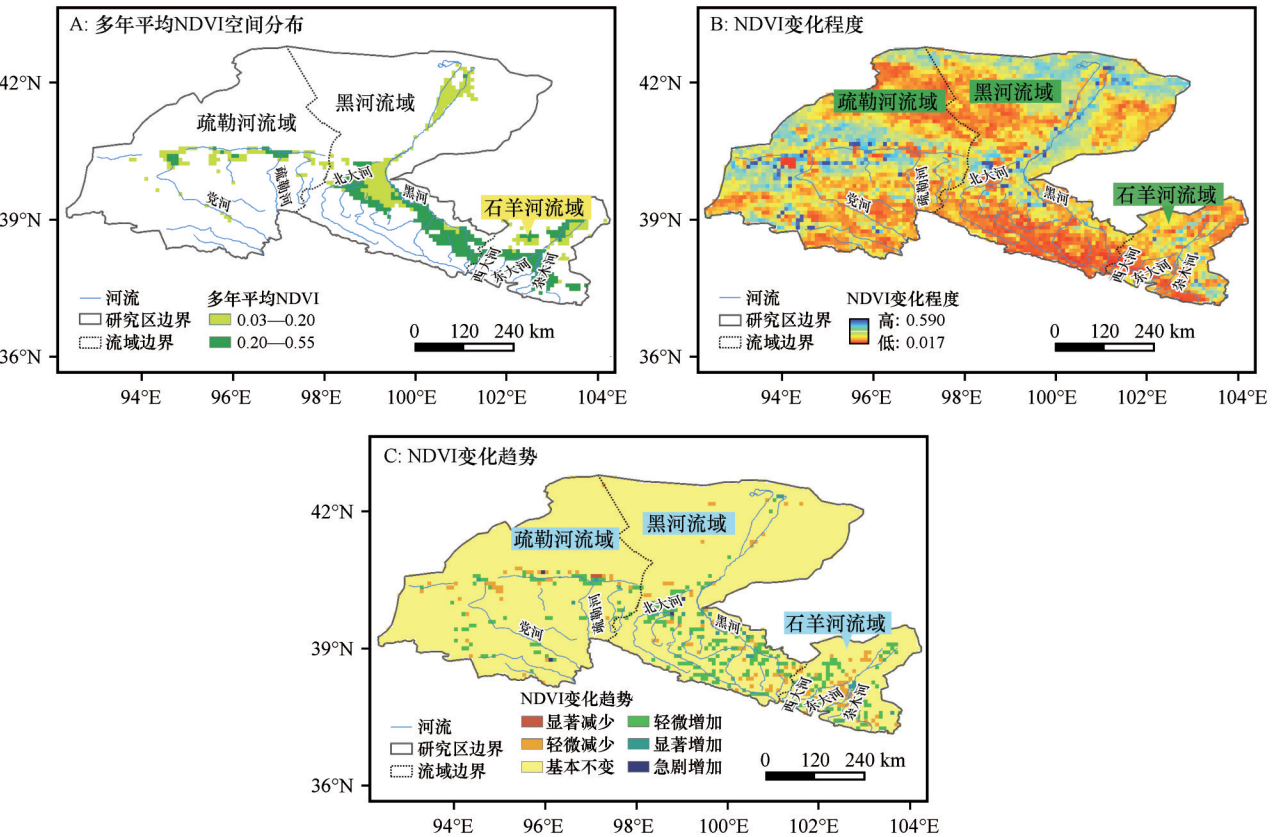 A: 多年平均NDVI空间分布
42°N
39°N
36°N
疏勒河流域
黑河流域
石羊河流域
党河
疏勒河
北大河
黑河
西大河
东大河
杂木河
河流
研究区边界
流域边界
多年平均NDVI
0.03—0.20
0.20—0.55
0 120 240 km
94°E 96°E 98°E 100°E 102°E 104°E
B: NDVI变化程度
42°N
39°N
36°N
疏勒河流域
黑河流域
石羊河流域
党河
疏勒河
北大河
黑河
西大河
东大河
杂木河
河流
研究区边界
流域边界
NDVI变化程度
高: 0.590
低: 0.017
0 120 240 km
94°E 96°E 98°E 100°E 102°E 104°E
C: NDVI变化趋势
42°N
39°N
36°N
疏勒河流域
黑河流域
石羊河流域
党河
疏勒河
北大河
黑河
西大河
东大河
杂木河
河流
研究区边界
流域边界
NDVI变化趋势
显著减少
轻微减少
基本不变
轻微增加
显著增加
急剧增加
0 120 240 km
94°E 96°E 98°E 100°E 102°E 104°E